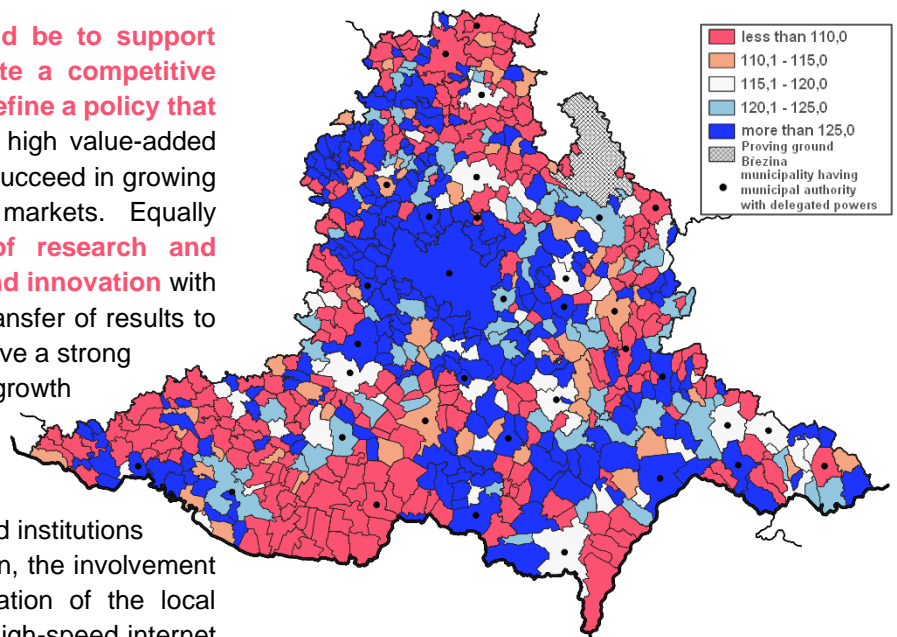 d be to support
te a competitive
efine a policy that
high value-added
ucceed in growing
markets. Equally
of research and
nd innovation with
ansfer of results to
ve a strong
growth
d institutions
n, the involvement
ation of the local
igh-speed internet
less than 110,0
110,1 - 115,0
115,1 - 120,0
120,1 - 125,0
more than 125,0
Proving ground
Březina
municipality having
municipal authority
with delegated powers